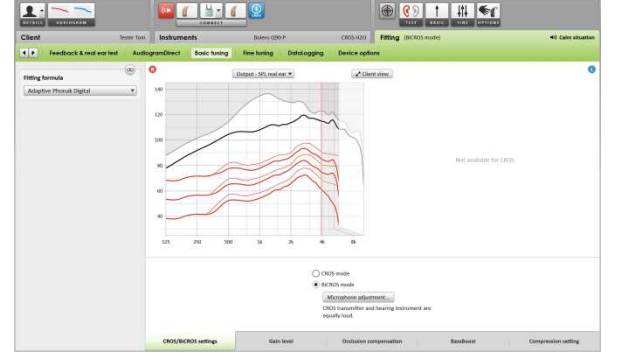 DETAILS AUDIOGRAM CONNECT TEST BASIC FINE OPTIONS
Client Tester Tom Instruments Bolero Q90-P CROS H2O Fitting (BiCROS mode) Calm situation
Feedback & real ear test AudiogramDirect Basic tuning Fine tuning DataLogging Device options
Fitting formula
Adaptive Phonak Digital
Output - SPL real ear
Client view
140
120
100
80
60
40
125 250 500 1k 2k 4k 8k
Not available for CROS
CROS mode
BiCROS mode
Microphone adjustment...
CROS transmitter and hearing instrument are
equally loud.
CROS/BiCROS settings Gain level Occlusion compensation BassBoost Compression setting